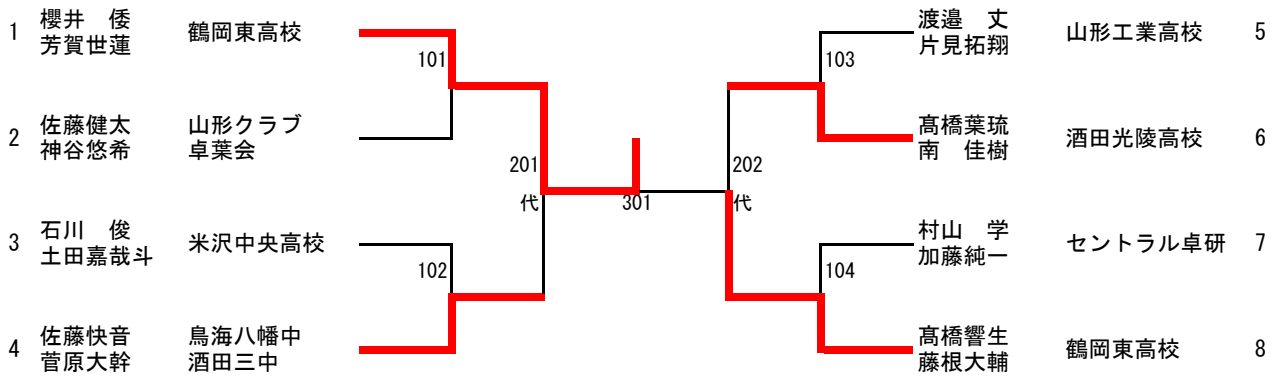 1 櫻井　倭 鶴岡東高校
芳賀世蓮
101
2 佐藤健太 山形クラブ
神谷悠希 卓葉会
201
代
3 石川　俊 米沢中央高校
土田嘉哉斗
102
4 佐藤快音 鳥海八幡中
菅原大幹 酒田三中
301
渡邉　丈 山形工業高校 5
片見拓翔
103
髙橋葉琉 酒田光陵高校 6
南　佳樹
202
代
村山　学 セントラル卓研 7
加藤純一
104
髙橋響生 鶴岡東高校 8
藤根大輔